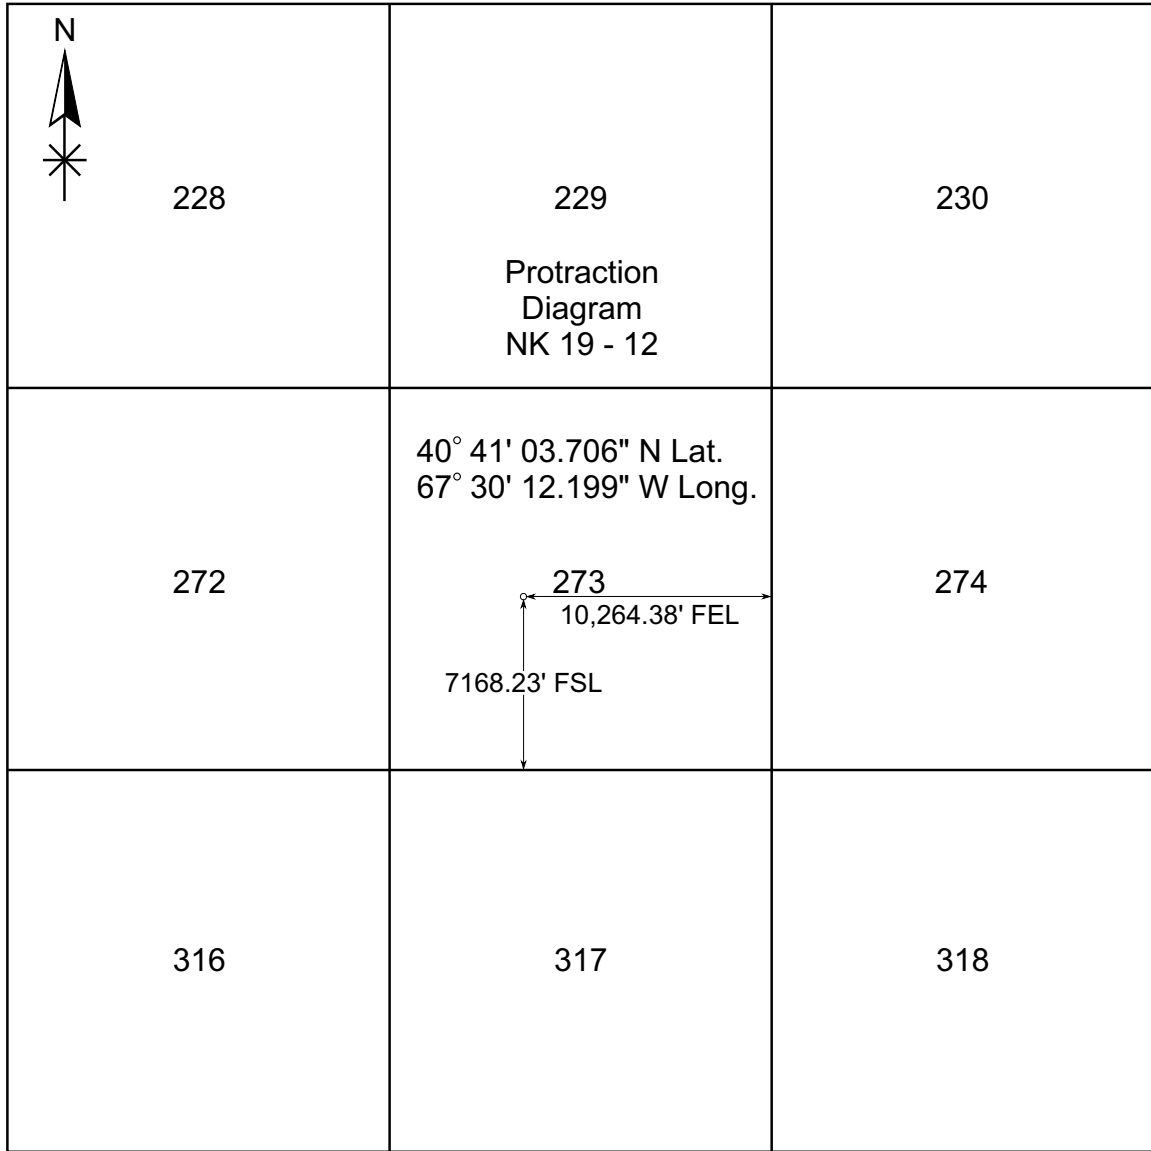 N
228
229
230
Protraction
Diagram
NK 19 - 12
40° 41' 03.706" N Lat.
67° 30' 12.199" W Long.
272
273
274
10,264.38' FEL
7168.23' FSL
316
317
318